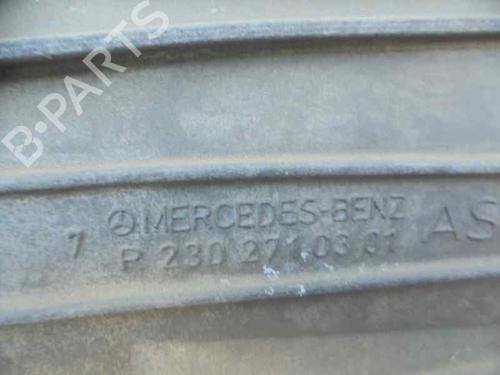 B-PARTS
MERCEDES-BENZ
7 R 230 271 03 01 AS